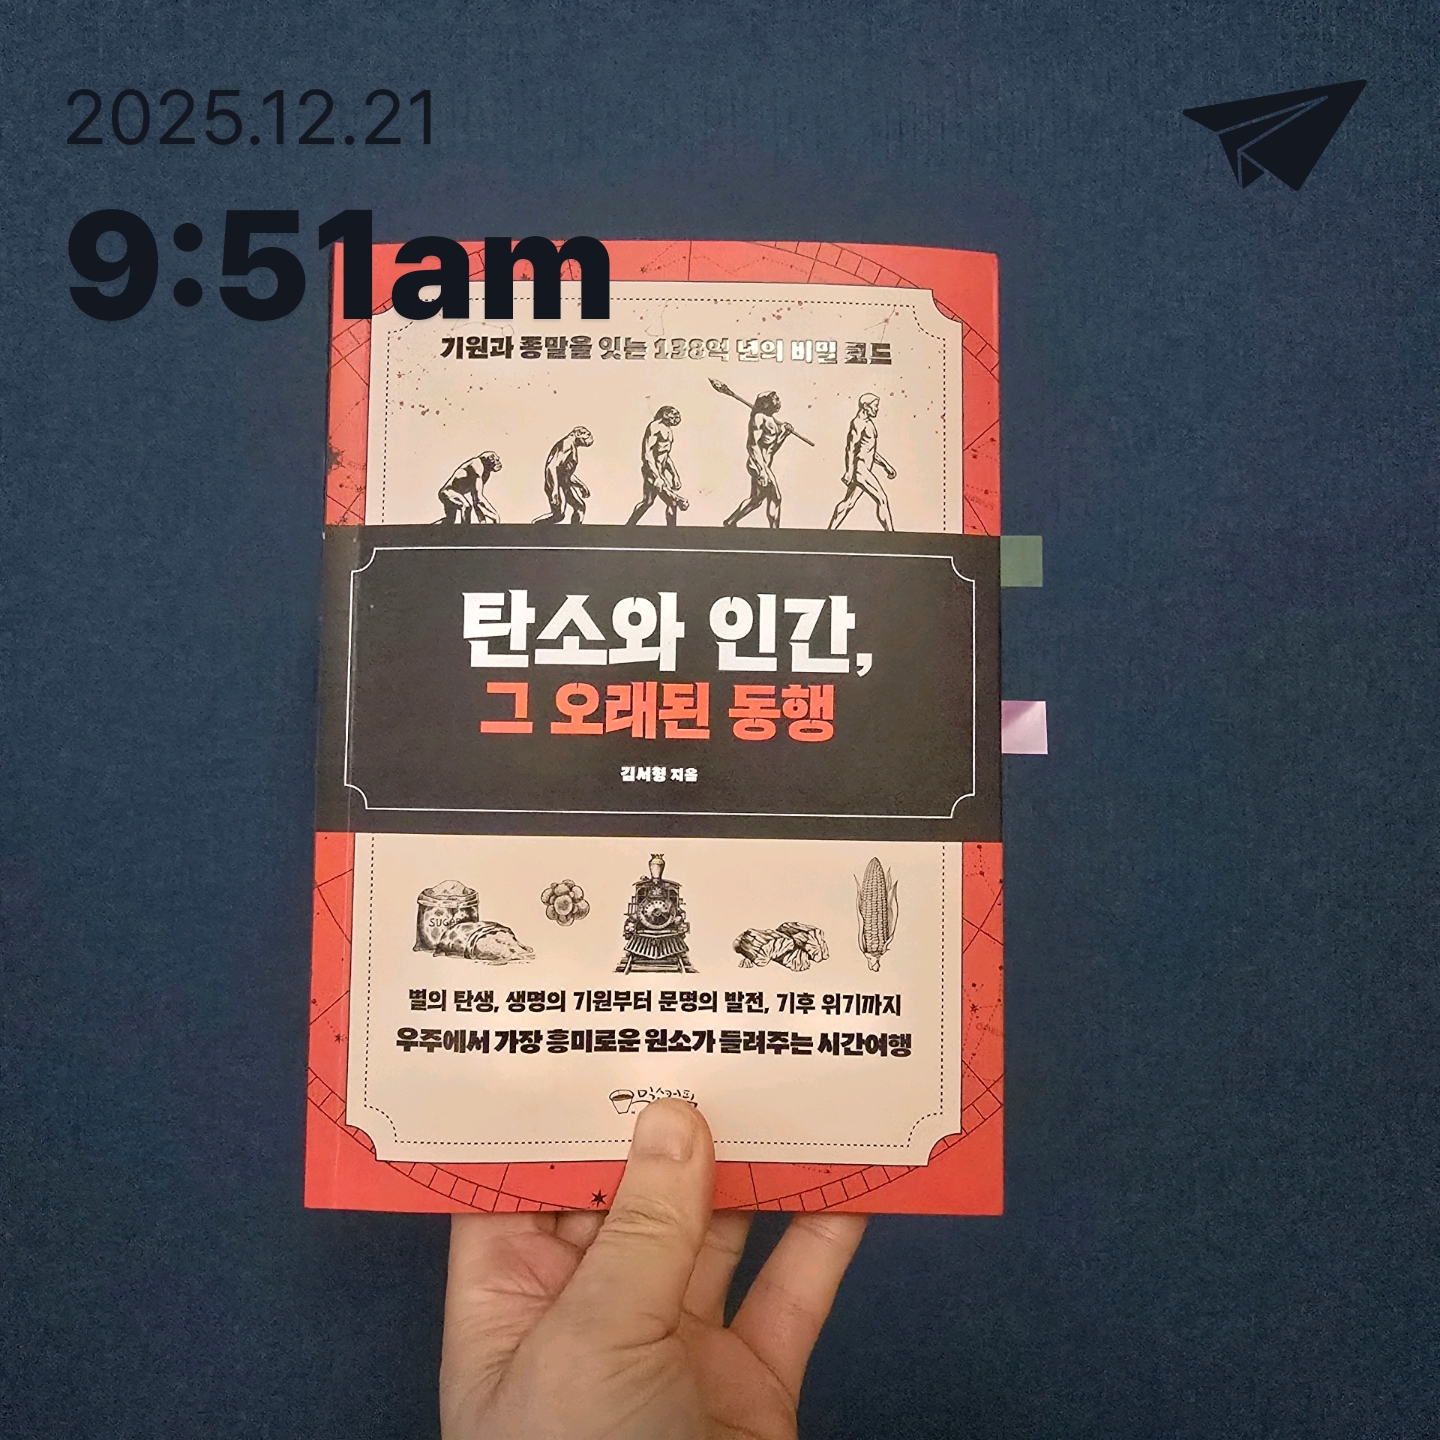 2025.12.21
9:51am
기원과 종말을 잇는 138억 년의 비밀 코드
탄소와 인간,
그 오래된 동행
김서형 지음
SUGAR
별의 탄생, 생명의 기원부터 문명의 발전, 기후 위기까지
우주에서 가장 흥미로운 원소가 들려주는 시간여행
믹스커픽